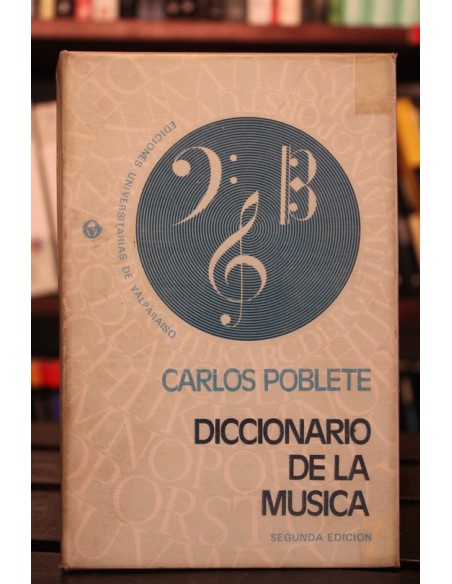 EDICIONES UNIVERSITARIAS DE VALPARAISO
CARLOS POBLETE
DICCIONARIO
DE LA
MUSICA
SEGUNDA EDICION